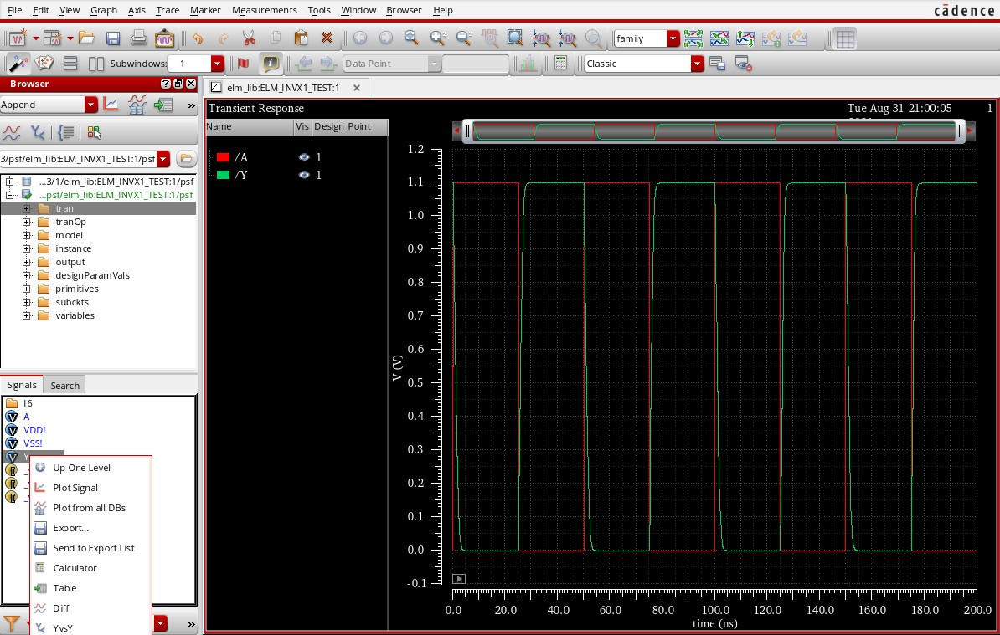 File Edit View Graph Axis Trace Marker Measurements Tools Window Browser Help
cādence
family
Subwindows: 1
Data Point
Classic
Browser
elm_lib:ELM_INVX1_TEST:1
Append
3/psf/elm_lib:ELM_INVX1_TEST:1/psf
...3/1/elm_lib:ELM_INVX1_TEST:1/psf
...psf/elm_lib:ELM_INVX1_TEST:1/psf
tran
tranOp
model
instance
output
designParamVals
primitives
subckts
variables
Signals Search
I6
A
VDD!
VSS!
Y
Up One Level
Plot Signal
Plot from all DBs
Export...
Send to Export List
Calculator
Table
Diff
YvsY
Transient Response
Tue Aug 31 21:00:05 1
Name Vis Design_Point
/A 1
/Y 1
1.2
1.1
1.0
0.9
0.8
0.7
0.6
0.5
0.4
0.3
0.2
0.1
0.0
-0.1
V (V)
0.0 20.0 40.0 60.0 80.0 100.0 120.0 140.0 160.0 180.0 200.0
time (ns)